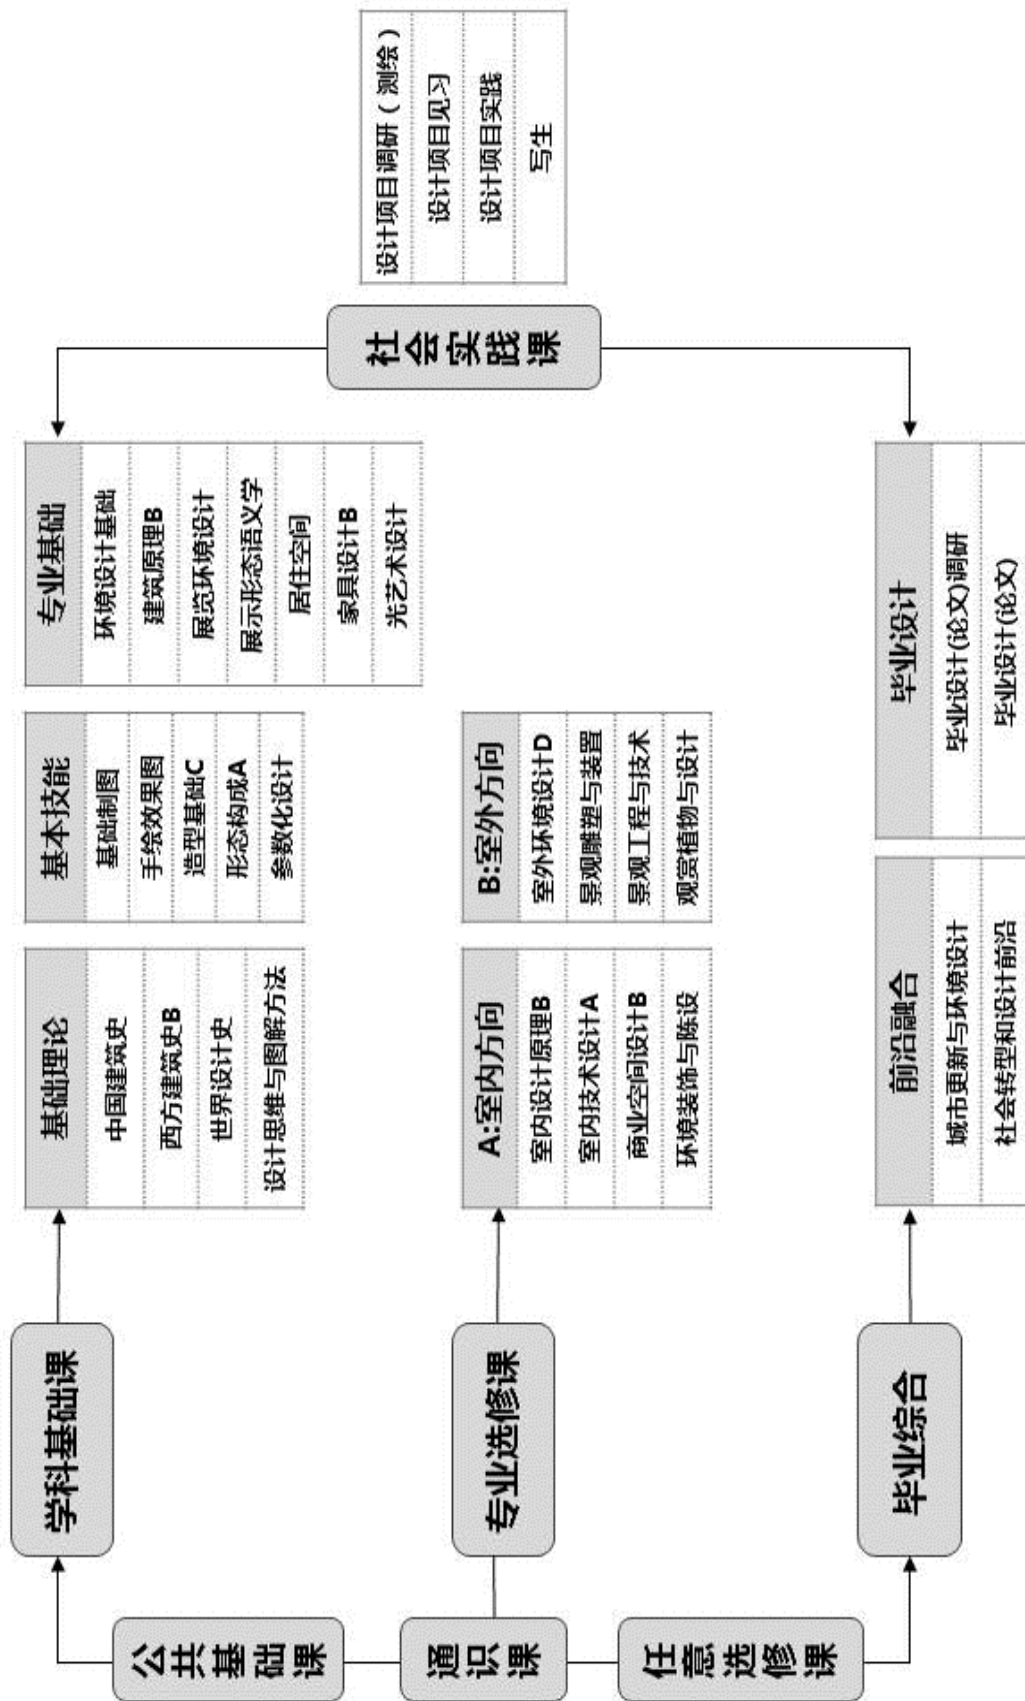 公共基础课
通识课
任意选修课
学科基础课
专业选修课
毕业综合
基础理论
中国建筑史
西方建筑史B
世界设计史
设计思维与图解方法
基本技能
基础制图
手绘效果图
造型基础C
形态构成A
参数化设计
专业基础
环境设计基础
建筑原理B
展览环境设计
展示形态语义学
居住空间
家具设计B
光艺术设计
A:室内方向
室内设计原理B
室内技术设计A
商业空间设计B
环境装饰与陈设
B:室外方向
室外环境设计D
景观雕塑与装置
景观工程与技术
观赏植物与设计
前沿融合
城市更新与环境设计
社会转型和设计前沿
毕业设计
毕业设计(论文)调研
毕业设计(论文)
社会实践课
设计项目调研（测绘）
设计项目见习
设计项目实践
写生